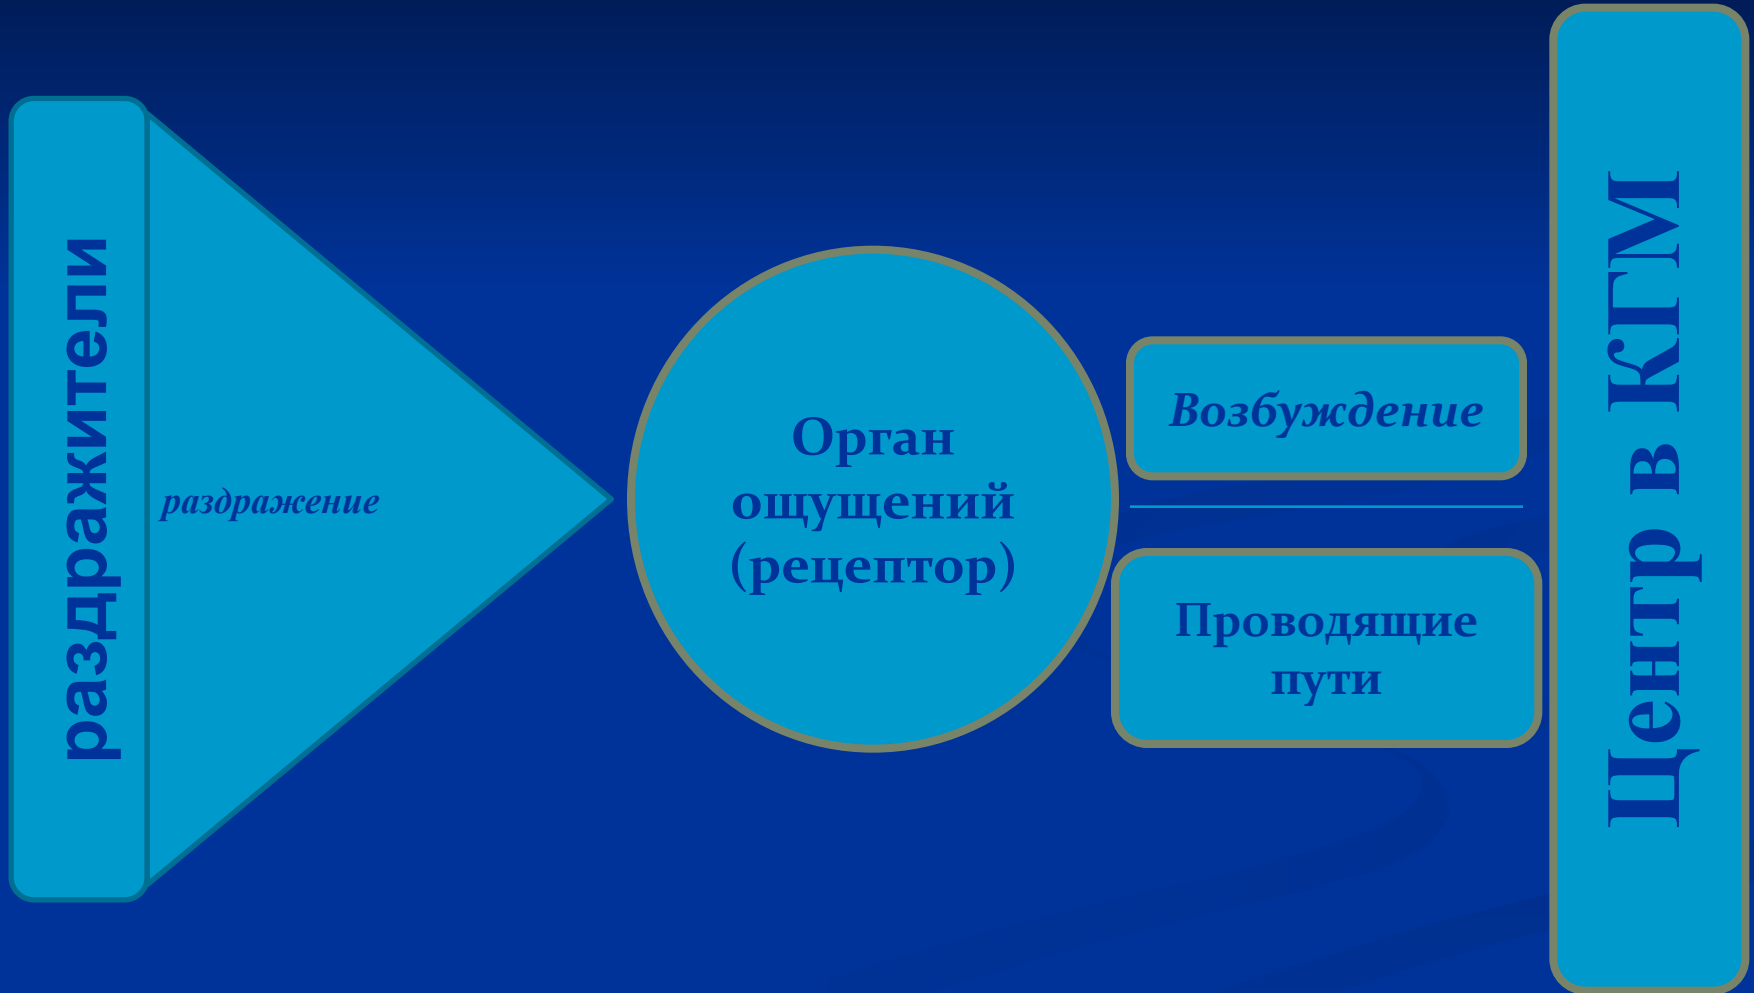 раздражители
раздражение
Орган
ощущений
(рецептор)
Возбуждение
Проводящие
пути
Центр в КГМ